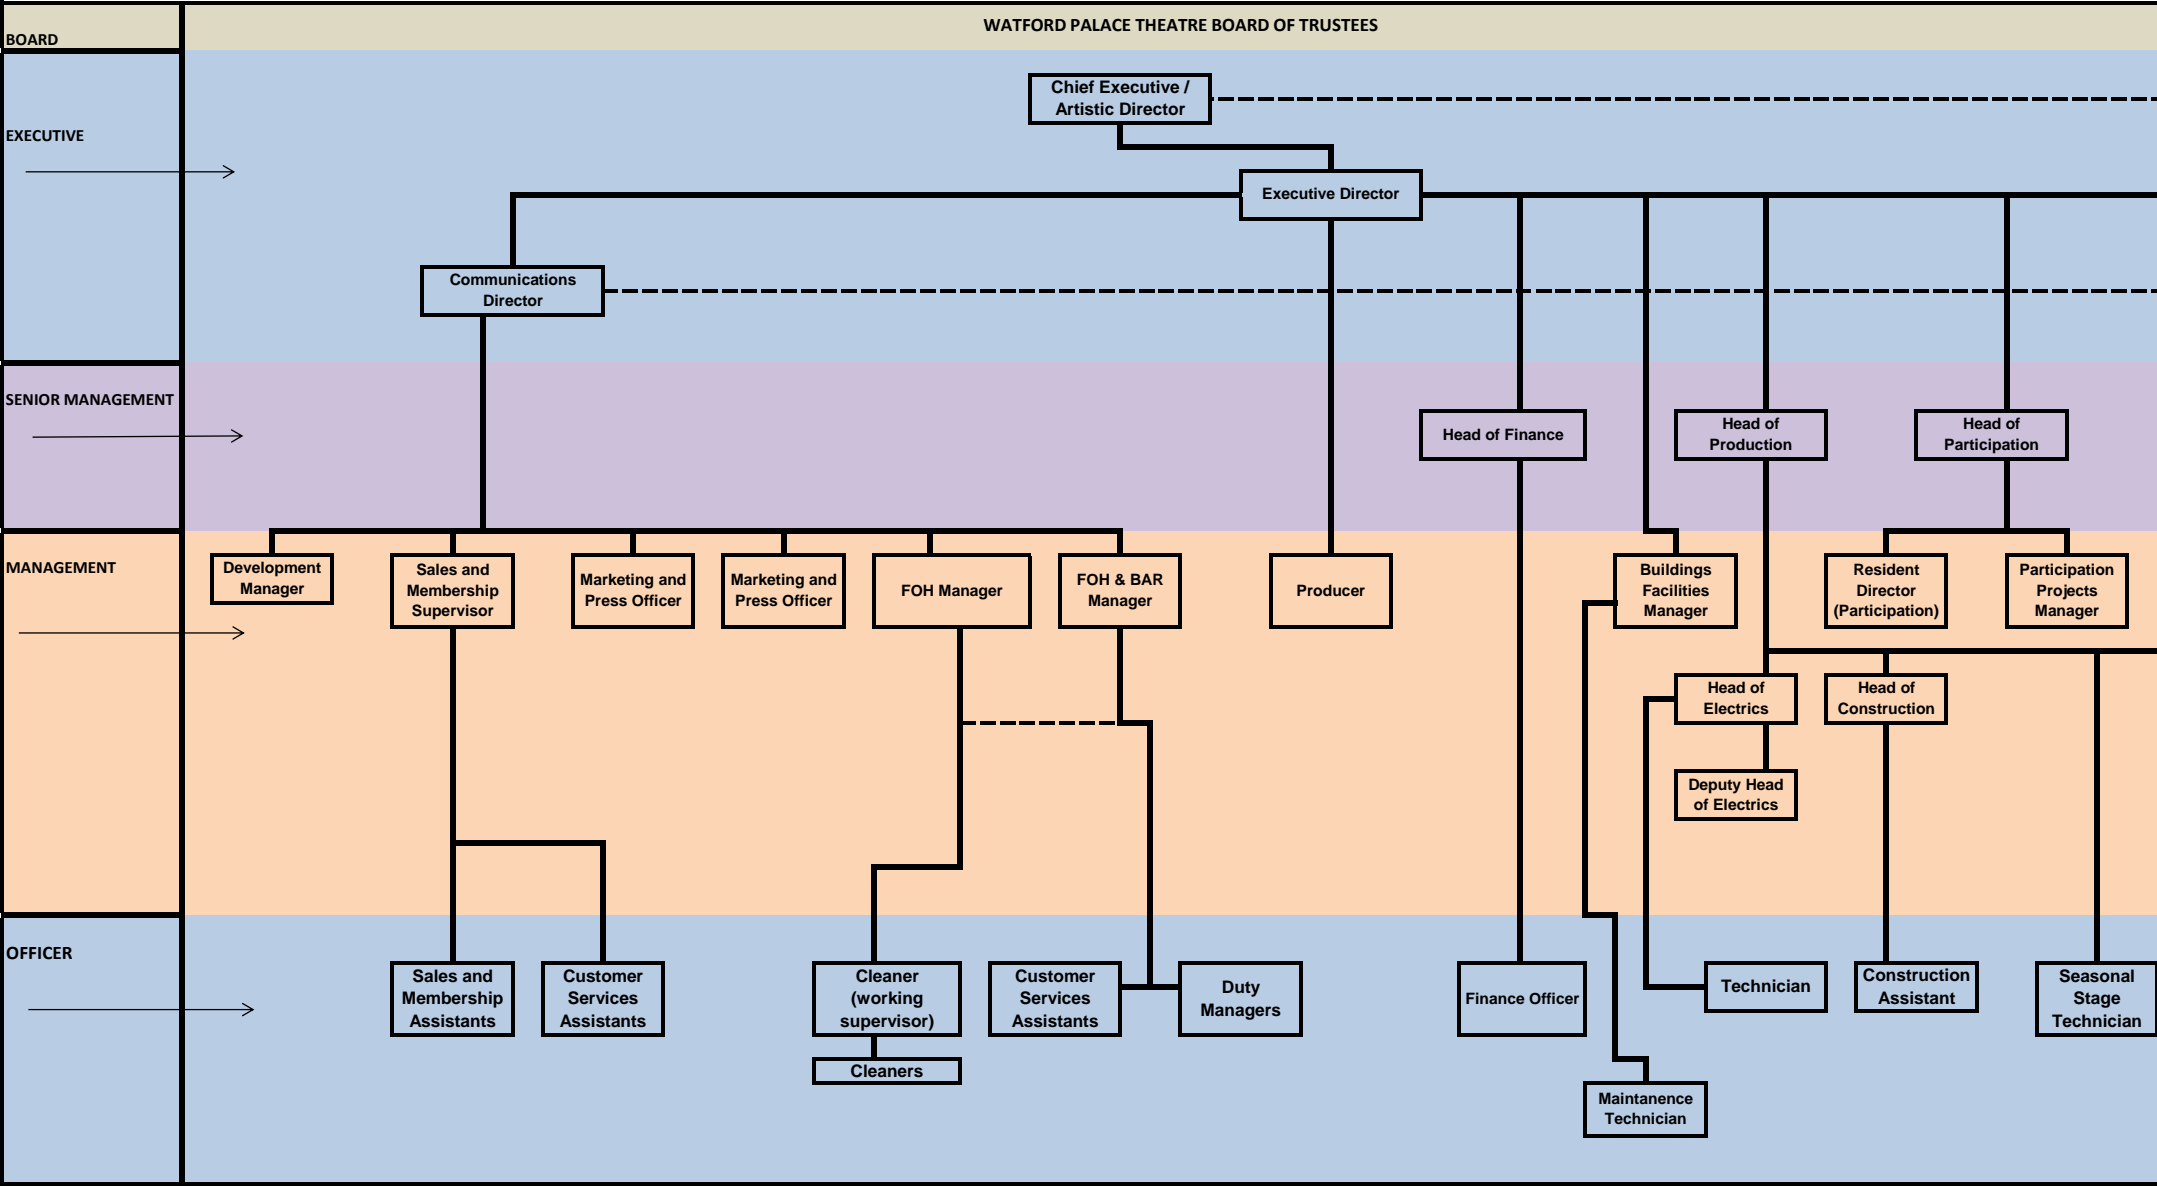 WATFORD PALACE THEATRE BOARD OF TRUSTEES
BOARD
Chief Executive /
Artistic Director
EXECUTIVE
Executive Director
Communications
Director
SENIOR MANAGEMENT
Head of Finance
Head of
Production
Head of
Participation
MANAGEMENT
Development
Manager
Sales and
Membership
Supervisor
Marketing and
Press Officer
Marketing and
Press Officer
FOH Manager
FOH & BAR
Manager
Producer
Buildings
Facilities
Manager
Resident
Director
(Participation)
Participation
Projects
Manager
Head of
Electrics
Head of
Construction
Deputy Head
of Electrics
OFFICER
Sales and
Membership
Assistants
Customer
Services
Assistants
Cleaner
(working
supervisor)
Customer
Services
Assistants
Duty
Managers
Finance Officer
Technician
Construction
Assistant
Seasonal
Stage
Technician
Cleaners
Maintanence
Technician